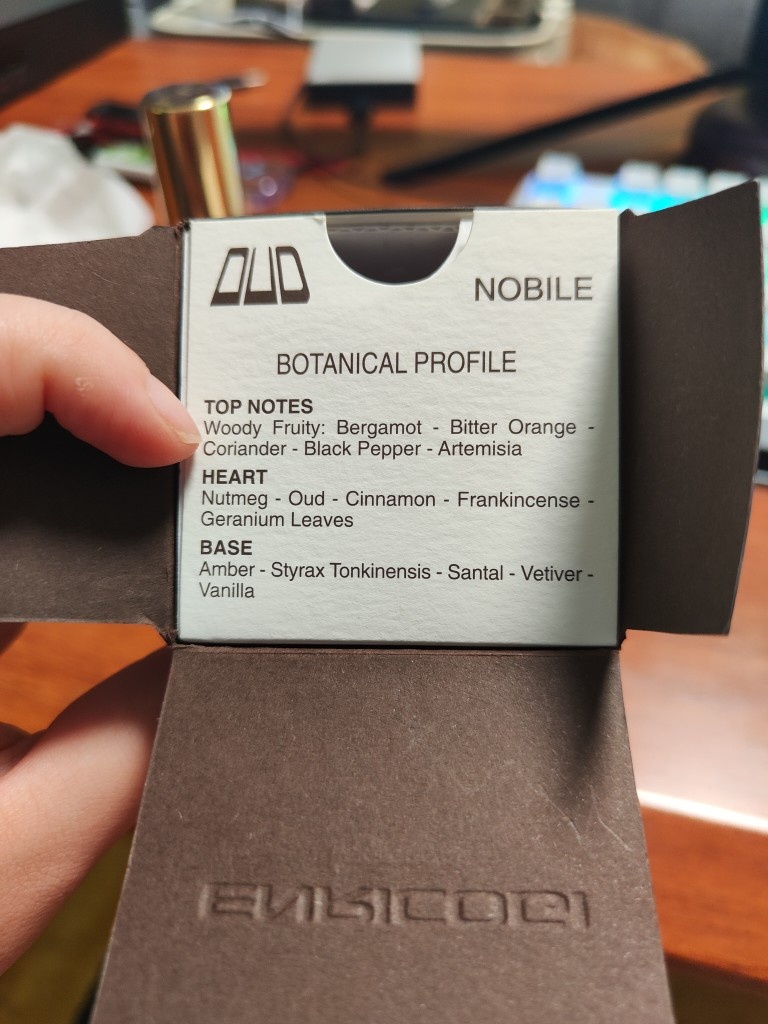 OUD
NOBILE
BOTANICAL PROFILE
TOP NOTES
Woody Fruity: Bergamot - Bitter Orange -
Coriander - Black Pepper - Artemisia
HEART
Nutmeg - Oud - Cinnamon - Frankincense -
Geranium Leaves
BASE
Amber - Styrax Tonkinensis - Santal - Vetiver -
Vanilla
ENRICOGI